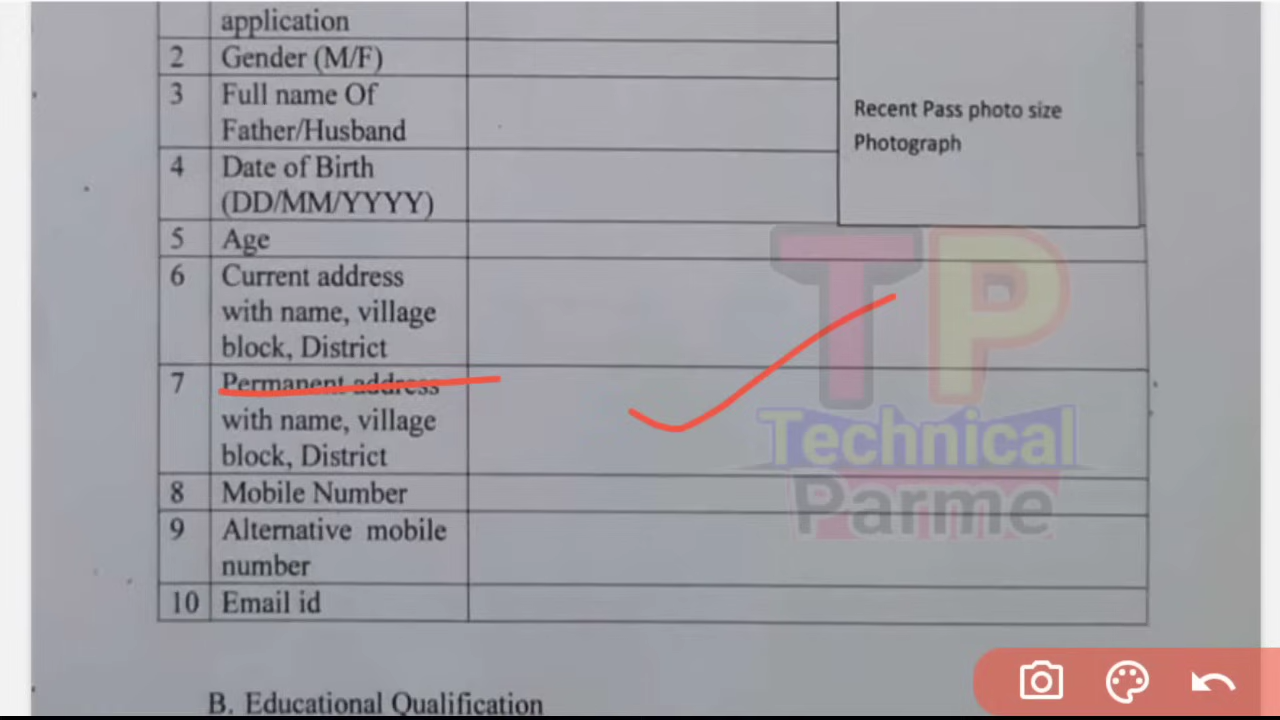 application
2 Gender (M/F)
3 Full name Of
Father/Husband
Recent Pass photo size
Photograph
4 Date of Birth
(DD/MM/YYYY)
5 Age
6 Current address
with name, village
block, District
7 Permanent address
with name, village
block, District
8 Mobile Number
9 Alternative mobile
number
10 Email id
TP
Technical
Parme
B. Educational Qualification